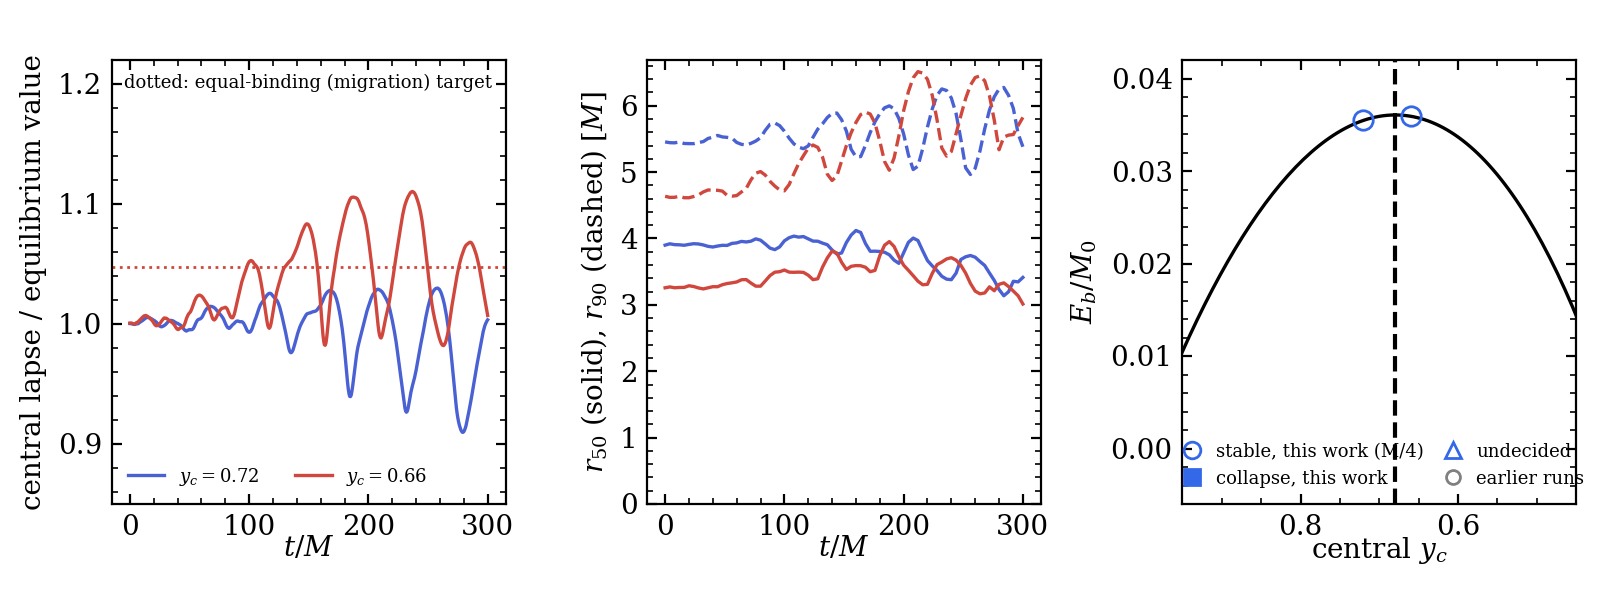 central lapse / equilibrium value
1.2
1.1
1.0
0.9
dotted: equal-binding (migration) target
y_c = 0.72
y_c = 0.66
0 100 200 300
t/M
r_50 (solid), r_90 (dashed) [M]
6
5
4
3
2
1
0
0 100 200 300
t/M
E_b/M_0
0.04
0.03
0.02
0.01
0.00
stable, this work (M/4)
undecided
collapse, this work
earlier runs
0.8 0.6
central y_c